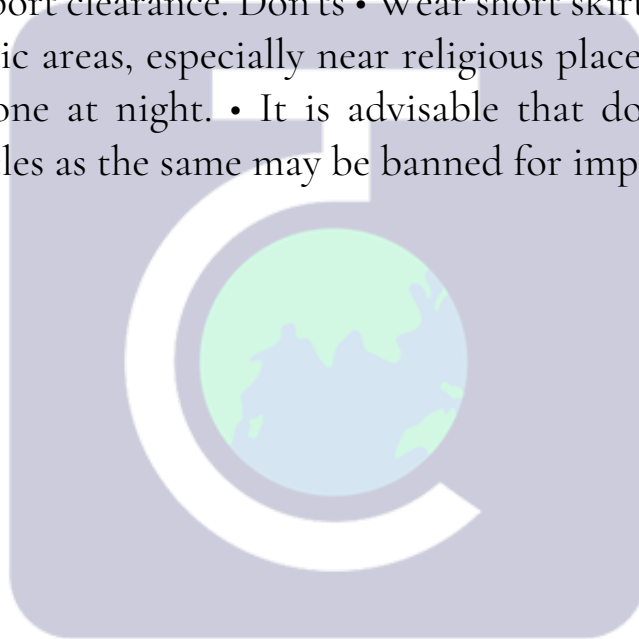 port clearance. Don'ts • Wear short skirt
ic areas, especially near religious place
one at night. • It is advisable that do
les as the same may be banned for imp